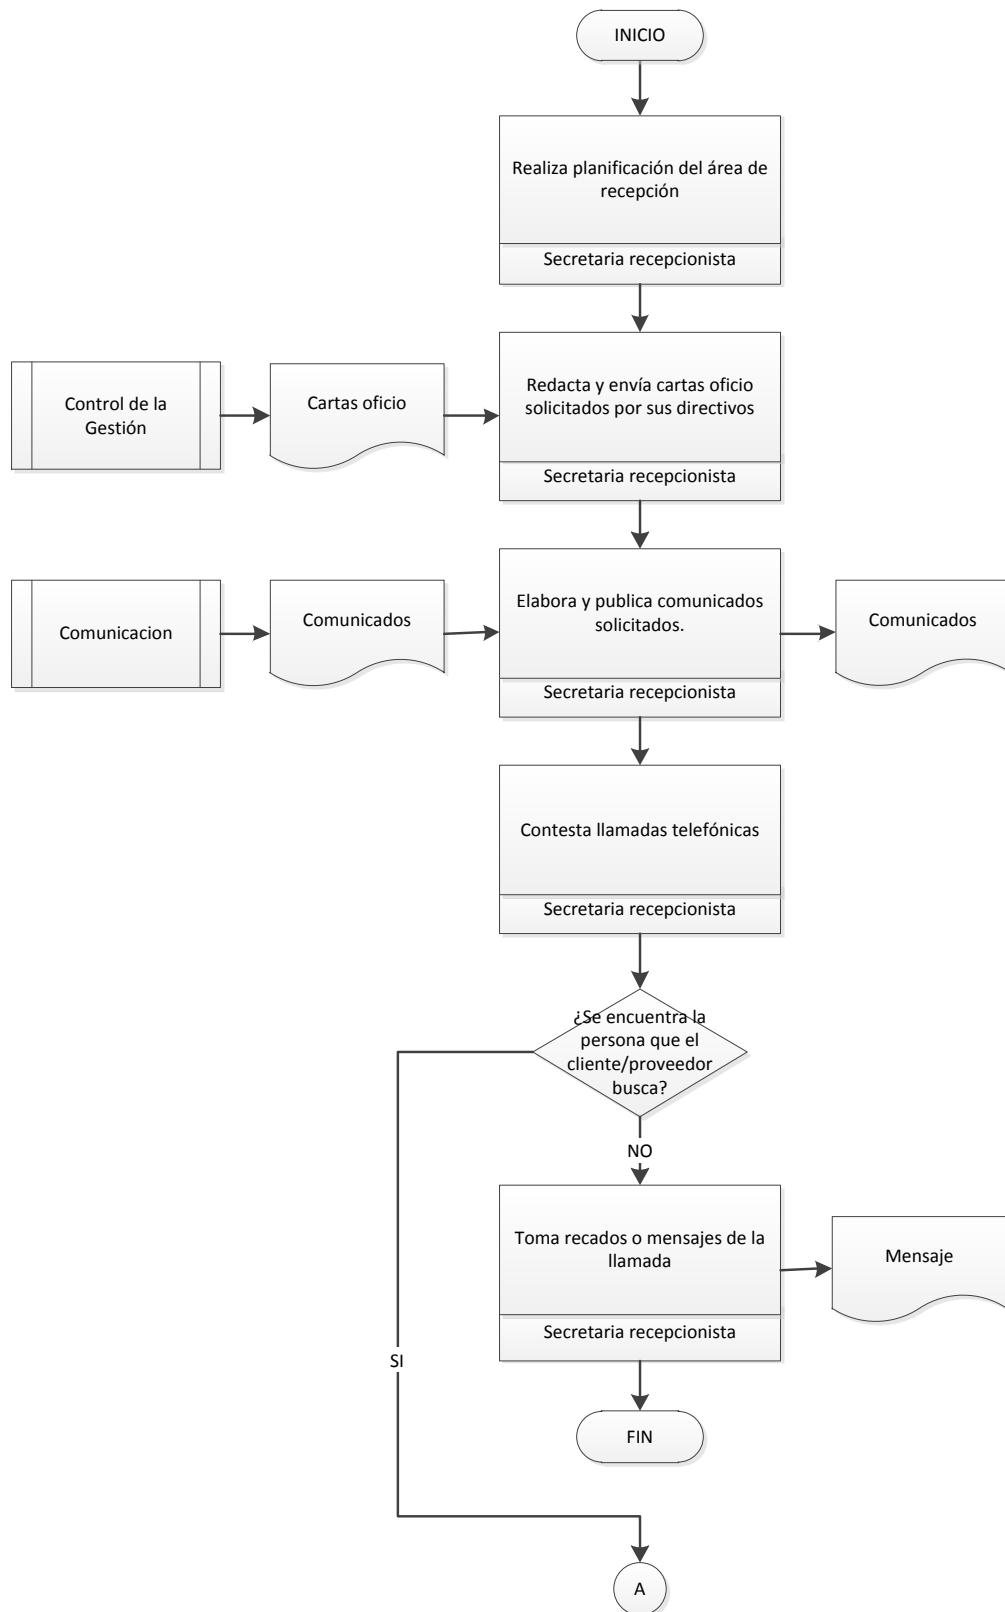 INICIO
Realiza planificación del área de
recepción
Secretaria recepcionista
Control de la
Gestión
Cartas oficio
Redacta y envía cartas oficio
solicitados por sus directivos
Secretaria recepcionista
Comunicacion
Comunicados
Elabora y publica comunicados
solicitados.
Secretaria recepcionista
Comunicados
Contesta llamadas telefónicas
Secretaria recepcionista
¿Se encuentra la
persona que el
cliente/proveedor
busca?
NO
Toma recados o mensajes de la
llamada
Secretaria recepcionista
Mensaje
SI
FIN
A